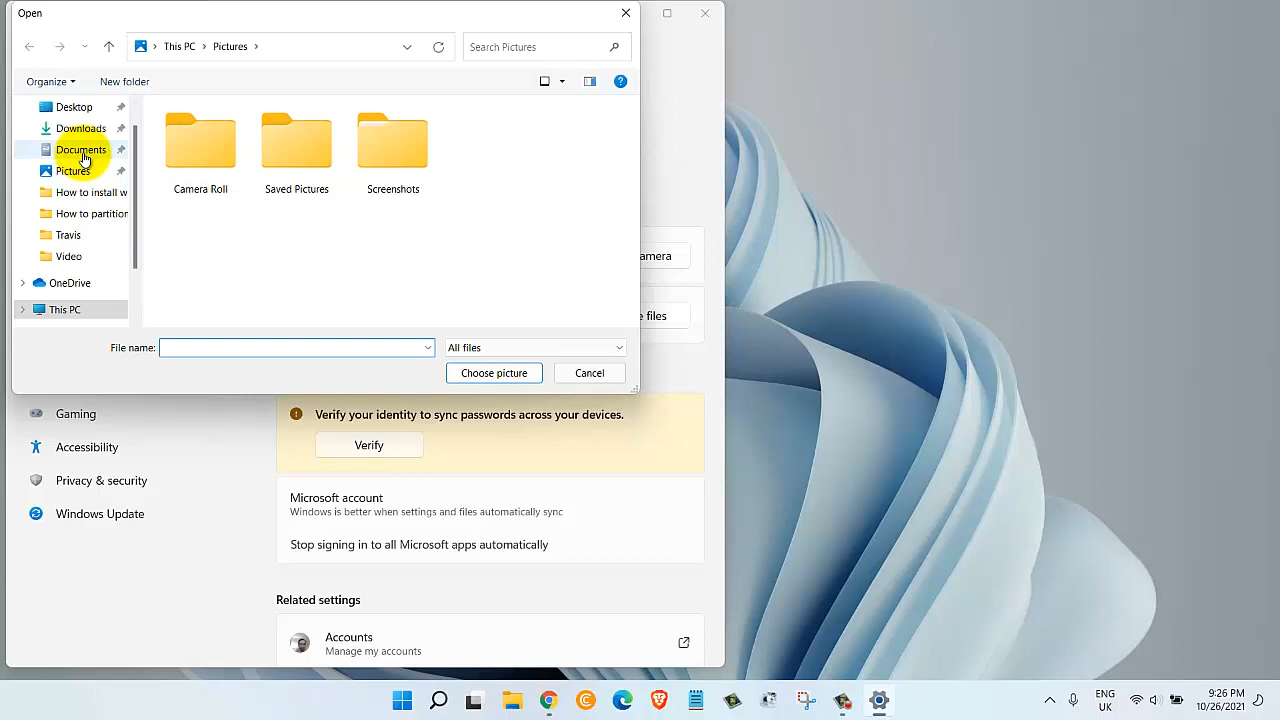 Open
This PC > Pictures >
Search Pictures
Organize
New folder
Desktop
Downloads
Documents
Pictures
How to install w
How to partition
Travis
Video
OneDrive
This PC
Camera Roll
Saved Pictures
Screenshots
File name:
All files
Choose picture
Cancel
amera
e files
Gaming
Accessibility
Privacy & security
Windows Update
Verify your identity to sync passwords across your devices.
Verify
Microsoft account
Windows is better when settings and files automatically sync
Stop signing in to all Microsoft apps automatically
Related settings
Accounts
Manage my accounts
ENG
UK
9:26 PM
10/26/2021